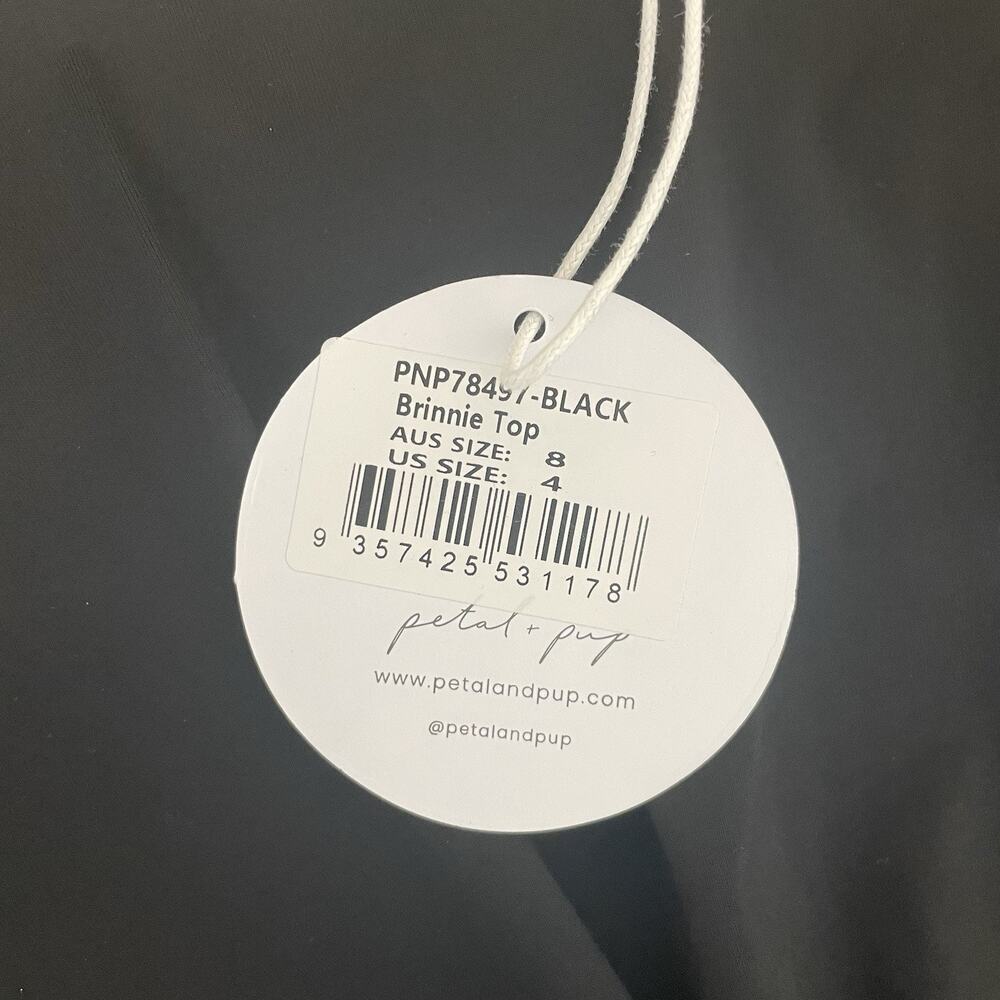 PNP78497-BLACK
Brinnie Top
AUS SIZE: 8
US SIZE: 4
9 357425 531178
petal + pup
www.petalandpup.com
@petalandpup